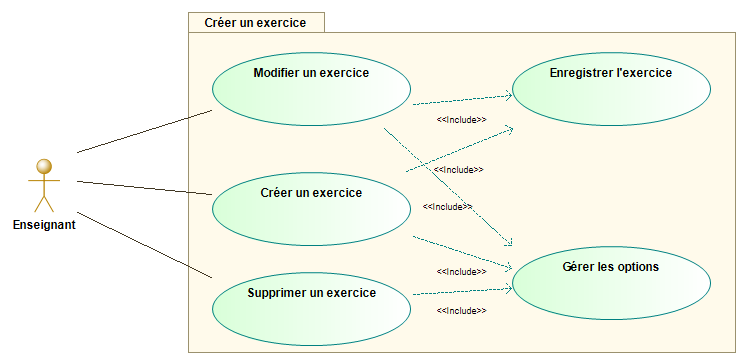 Créer un exercice
Modifier un exercice
Enregistrer l'exercice
<<Include>>
<<Include>>
Créer un exercice
<<Include>>
Enseignant
Gérer les options
<<Include>>
Supprimer un exercice
<<Include>>